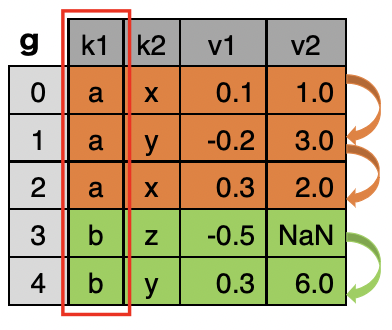 g k1 k2 v1 v2
0 a x 0.1 1.0
1 a y -0.2 3.0
2 a x 0.3 2.0
3 b z -0.5 NaN
4 b y 0.3 6.0